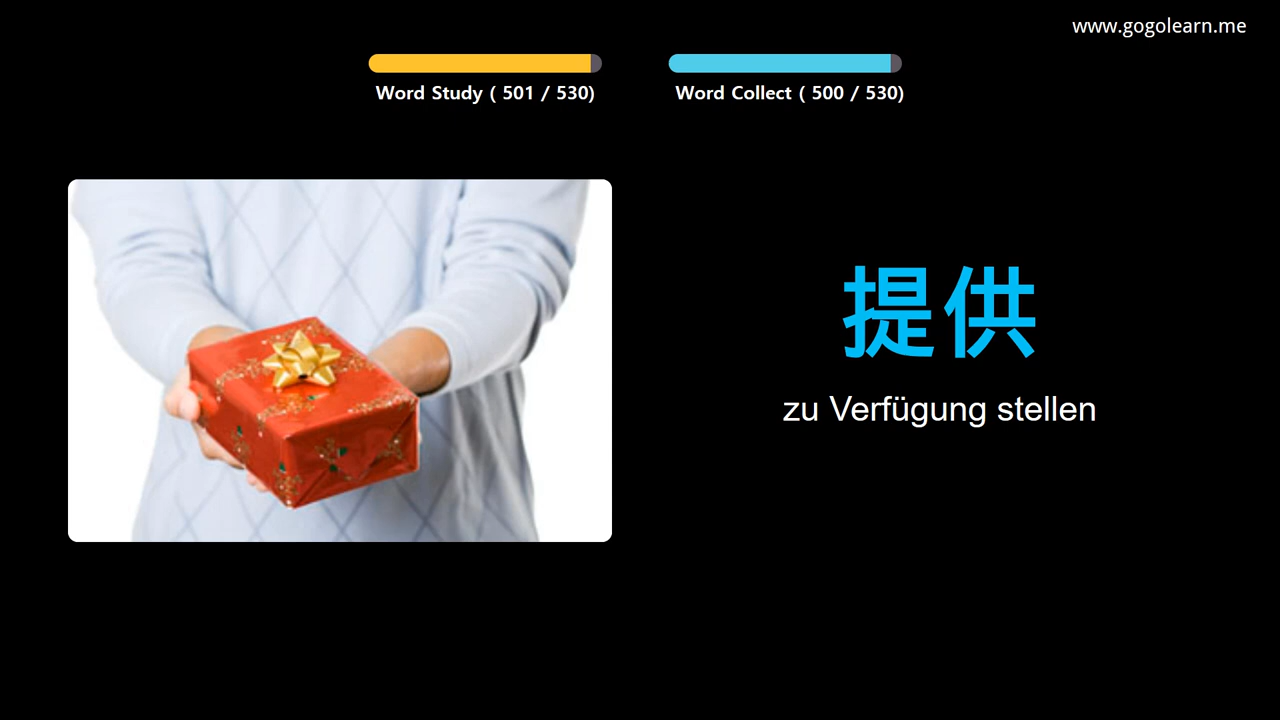 www.gogolearn.me
Word Study ( 501 / 530)
Word Collect ( 500 / 530)
提供
zu Verfügung stellen